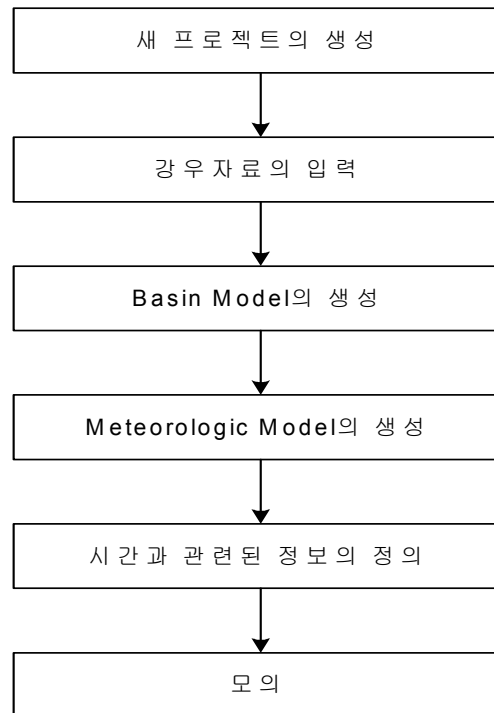 새 프로젝트의 생성
강우자료의 입력
Basin Model의 생성
Meteorologic Model의 생성
시간과 관련된 정보의 정의
모의